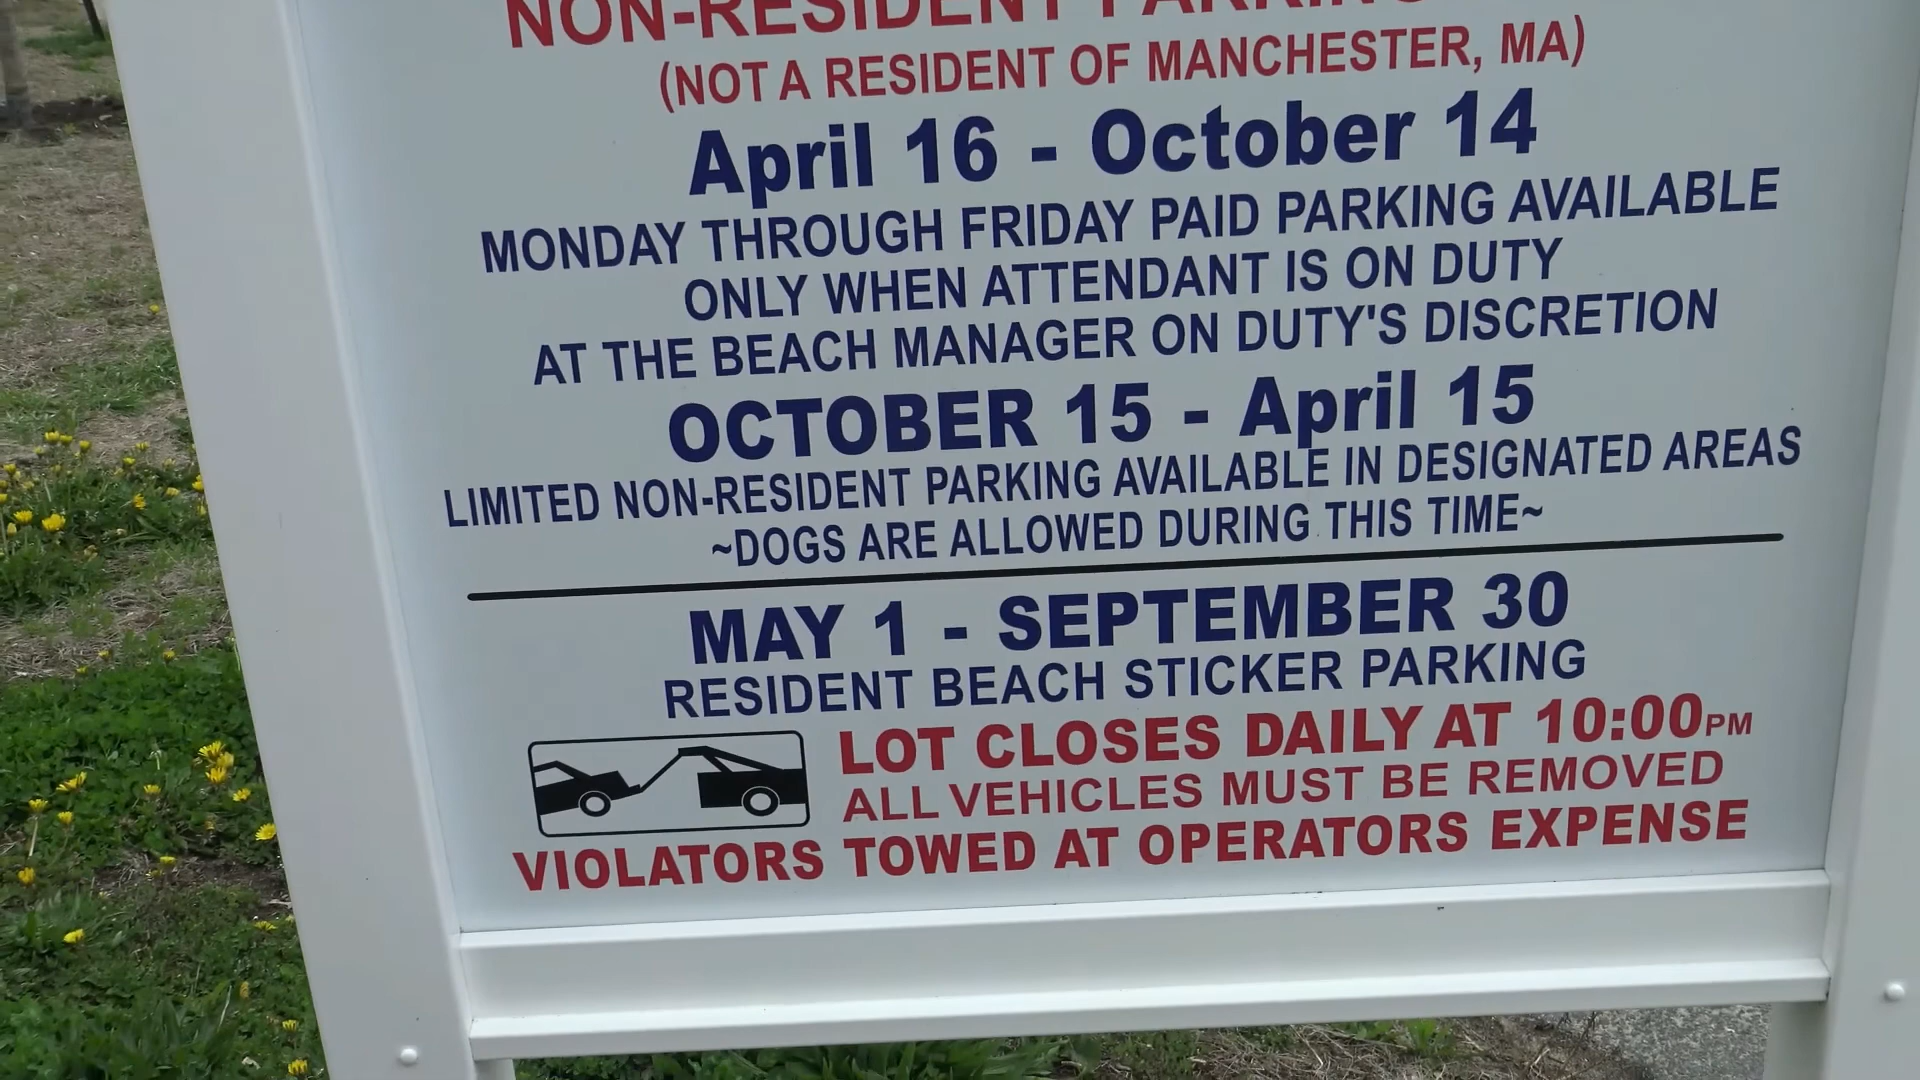 NON-RESIDENT PARKING
(NOT A RESIDENT OF MANCHESTER, MA)
April 16 - October 14
MONDAY THROUGH FRIDAY PAID PARKING AVAILABLE
ONLY WHEN ATTENDANT IS ON DUTY
AT THE BEACH MANAGER ON DUTY'S DISCRETION
OCTOBER 15 - April 15
LIMITED NON-RESIDENT PARKING AVAILABLE IN DESIGNATED AREAS
~DOGS ARE ALLOWED DURING THIS TIME~
MAY 1 - SEPTEMBER 30
RESIDENT BEACH STICKER PARKING
LOT CLOSES DAILY AT 10:00PM
ALL VEHICLES MUST BE REMOVED
VIOLATORS TOWED AT OPERATORS EXPENSE